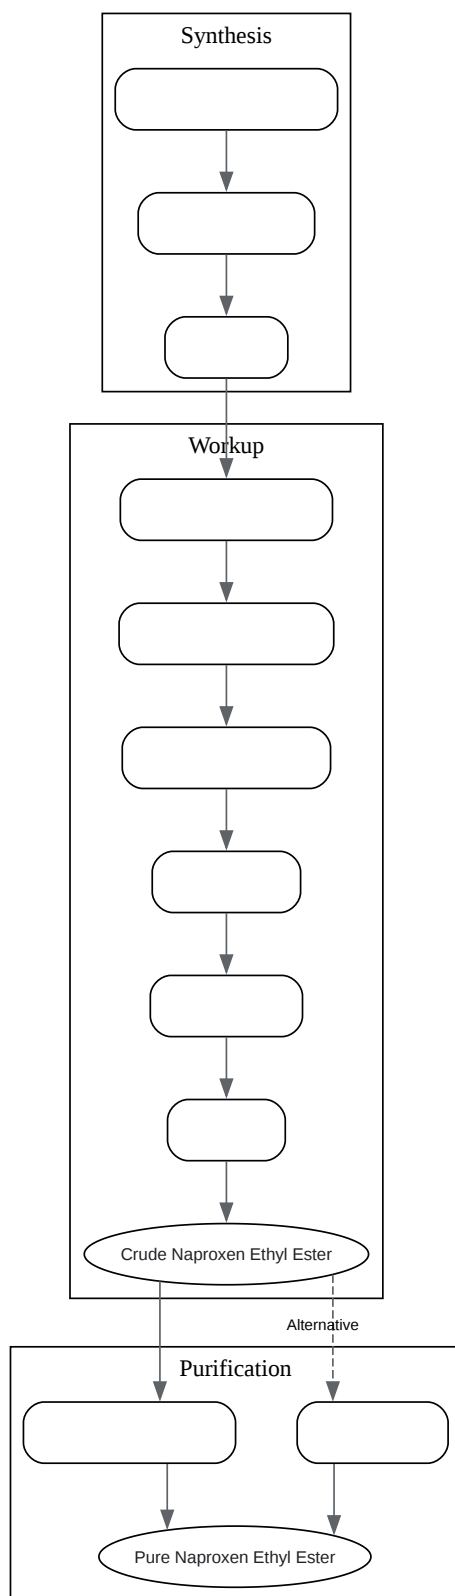 Synthesis
Workup
Crude Naproxen Ethyl Ester
Alternative
Purification
Pure Naproxen Ethyl Ester